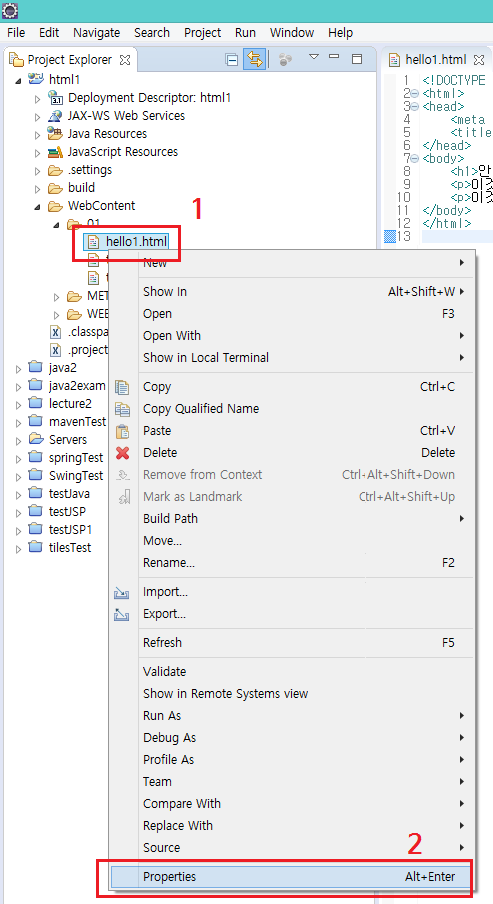 File Edit Navigate Search Project Run Window Help
Project Explorer
html1
Deployment Descriptor: html1
JAX-WS Web Services
Java Resources
JavaScript Resources
.settings
build
WebContent
01
hello1.html
MET
WEB
.classpa
.project
java2
java2exam
lecture2
mavenTest
Servers
springTest
SwingTest
testJava
testJSP
testJSP1
tilesTest
1
hello1.html
1 <!DOCTYPE
2 <html>
3 <head>
4 <meta
5 <title
6 </head>
7 <body>
8 <h1>안
9 <p>이것
10 <p>이것
11 </body>
12 </html>
13
New
Show In Alt+Shift+W
Open F3
Open With
Show in Local Terminal
Copy Ctrl+C
Copy Qualified Name
Paste Ctrl+V
Delete Delete
Remove from Context Ctrl+Alt+Shift+Down
Mark as Landmark Ctrl+Alt+Shift+Up
Build Path
Move...
Rename... F2
Import...
Export...
Refresh F5
Validate
Show in Remote Systems view
Run As
Debug As
Profile As
Team
Compare With
Replace With
Source
2
Properties Alt+Enter